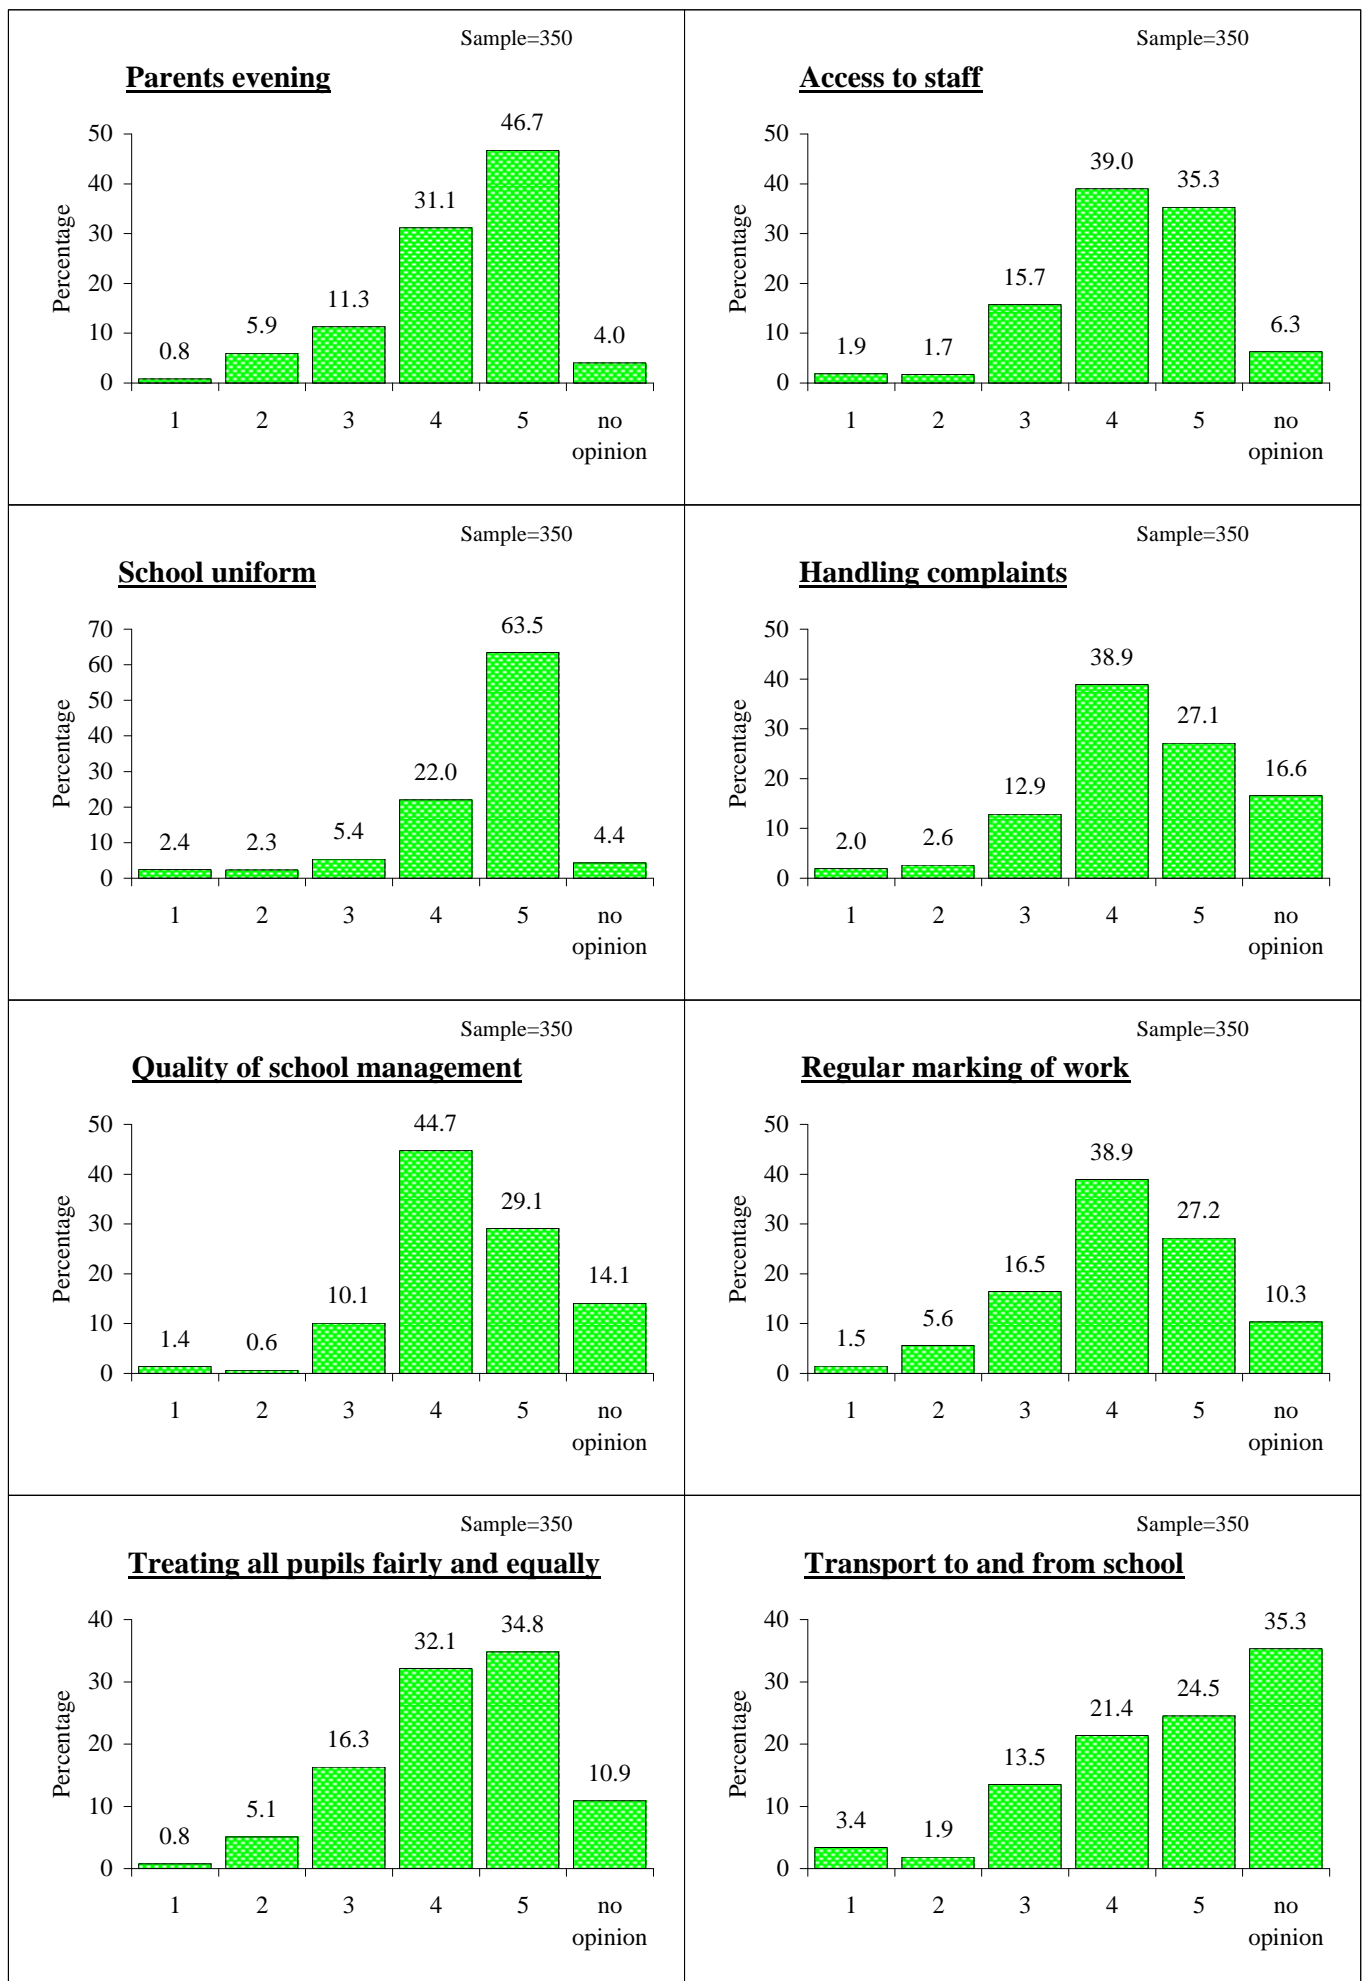 Sample=350
Parents evening
Percentage
50
40
30
20
10
0
0.8
5.9
11.3
31.1
46.7
4.0
1 2 3 4 5 no
opinion
Sample=350
Access to staff
Percentage
50
40
30
20
10
0
1.9
1.7
15.7
39.0
35.3
6.3
1 2 3 4 5 no
opinion
Sample=350
School uniform
Percentage
70
60
50
40
30
20
10
0
2.4
2.3
5.4
22.0
63.5
4.4
1 2 3 4 5 no
opinion
Sample=350
Handling complaints
Percentage
50
40
30
20
10
0
2.0
2.6
12.9
38.9
27.1
16.6
1 2 3 4 5 no
opinion
Sample=350
Quality of school management
Percentage
50
40
30
20
10
0
1.4
0.6
10.1
44.7
29.1
14.1
1 2 3 4 5 no
opinion
Sample=350
Regular marking of work
Percentage
50
40
30
20
10
0
1.5
5.6
16.5
38.9
27.2
10.3
1 2 3 4 5 no
opinion
Sample=350
Treating all pupils fairly and equally
Percentage
40
30
20
10
0
0.8
5.1
16.3
32.1
34.8
10.9
1 2 3 4 5 no
opinion
Sample=350
Transport to and from school
Percentage
40
30
20
10
0
3.4
1.9
13.5
21.4
24.5
35.3
1 2 3 4 5 no
opinion